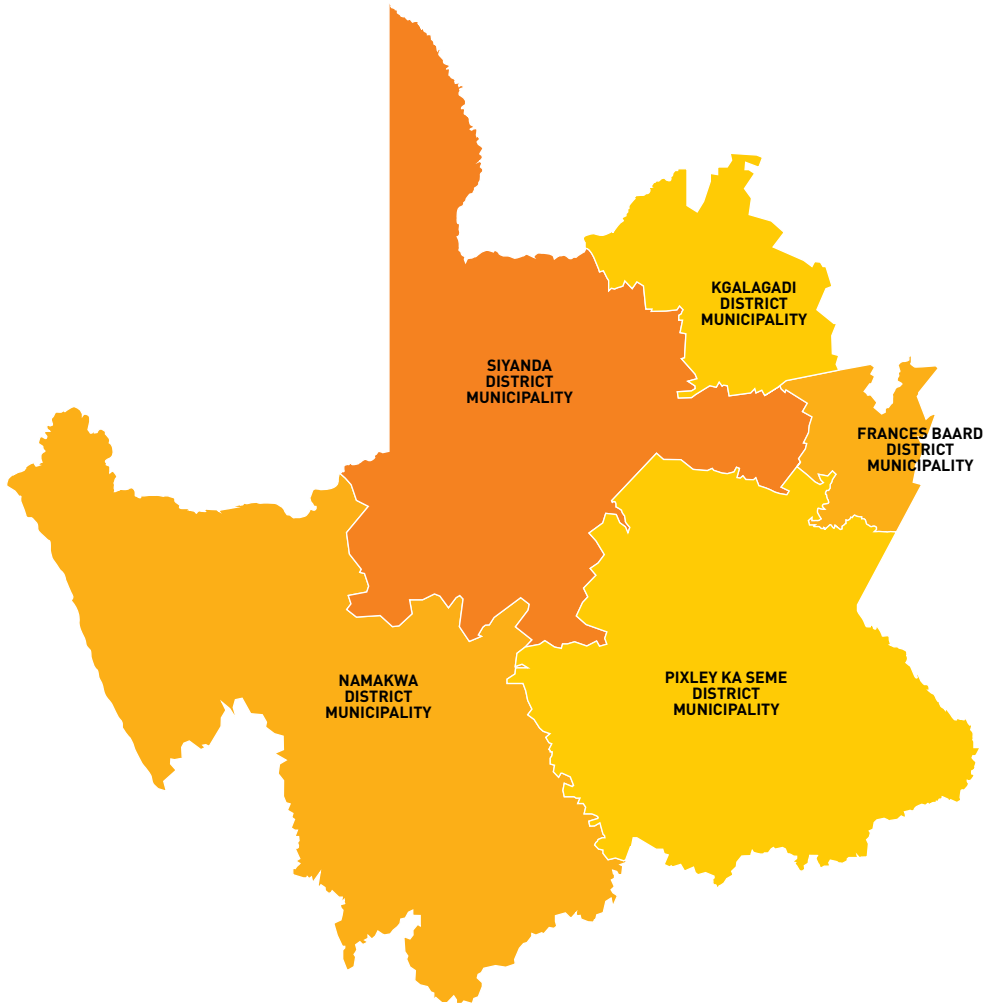 KGALAGADI
DISTRICT
MUNICIPALITY
SIYANDA
DISTRICT
MUNICIPALITY
FRANCES BAARD
DISTRICT
MUNICIPALITY
NAMAKWA
DISTRICT
MUNICIPALITY
PIXLEY KA SEME
DISTRICT
MUNICIPALITY